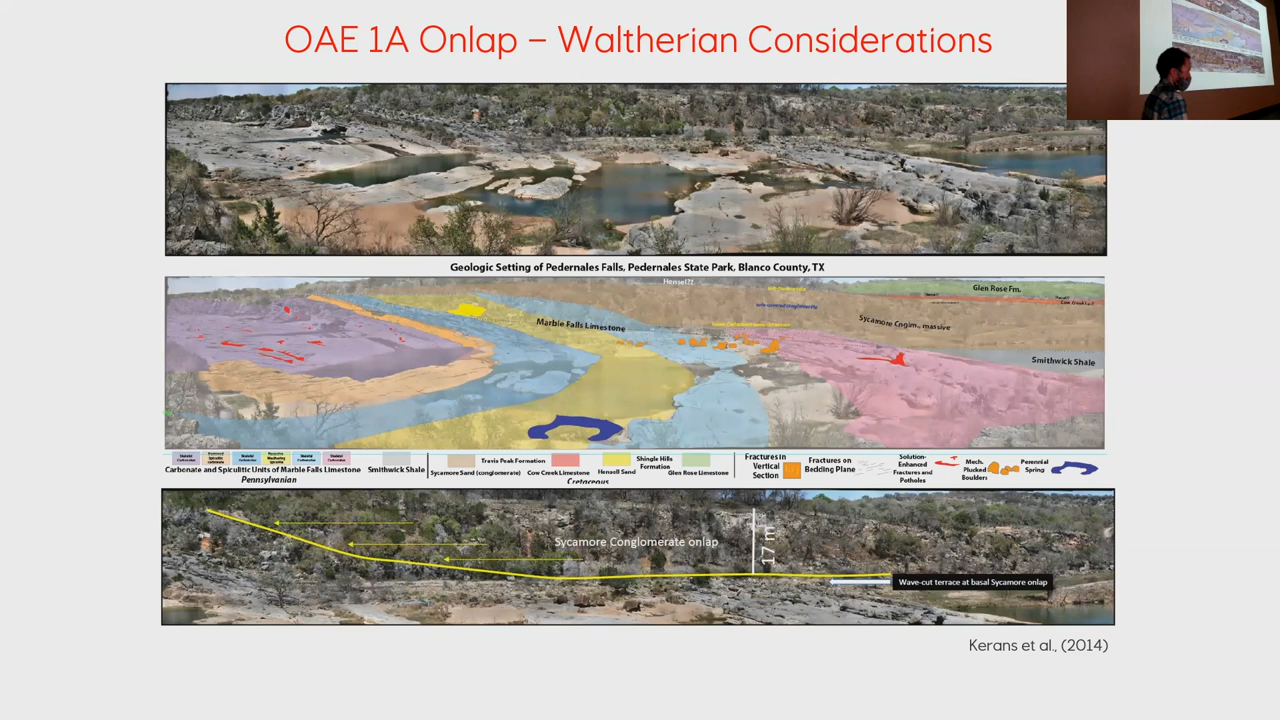 OAE 1A Onlap – Waltherian Considerations
Geologic Setting of Pedernales Falls, Pedernales State Park, Blanco County, TX
Hensel??
Glen Rose Fm.
Marble Falls Limestone
Sycamore Cnglm., massive
Smithwick Shale
Carbonate and Spiculitic Units of Marble Falls Limestone
Pennsylvanian
Smithwick Shale
Sycamore Sand (conglomerate)
Travis Peak Formation
Cow Creek Limestone
Cretaceous
Hensell Sand
Shingle Hills
Formation
Glen Rose Limestone
Fractures in
Vertical
Section
Fractures on
Bedding Plane
Solution-
Enhanced
Fractures and
Potholes
Mech.
Plucked
Boulders
Perennial
Spring
Sycamore Conglomerate onlap
17 m
Wave-cut terrace at basal Sycamore onlap
Kerans et al., (2014)